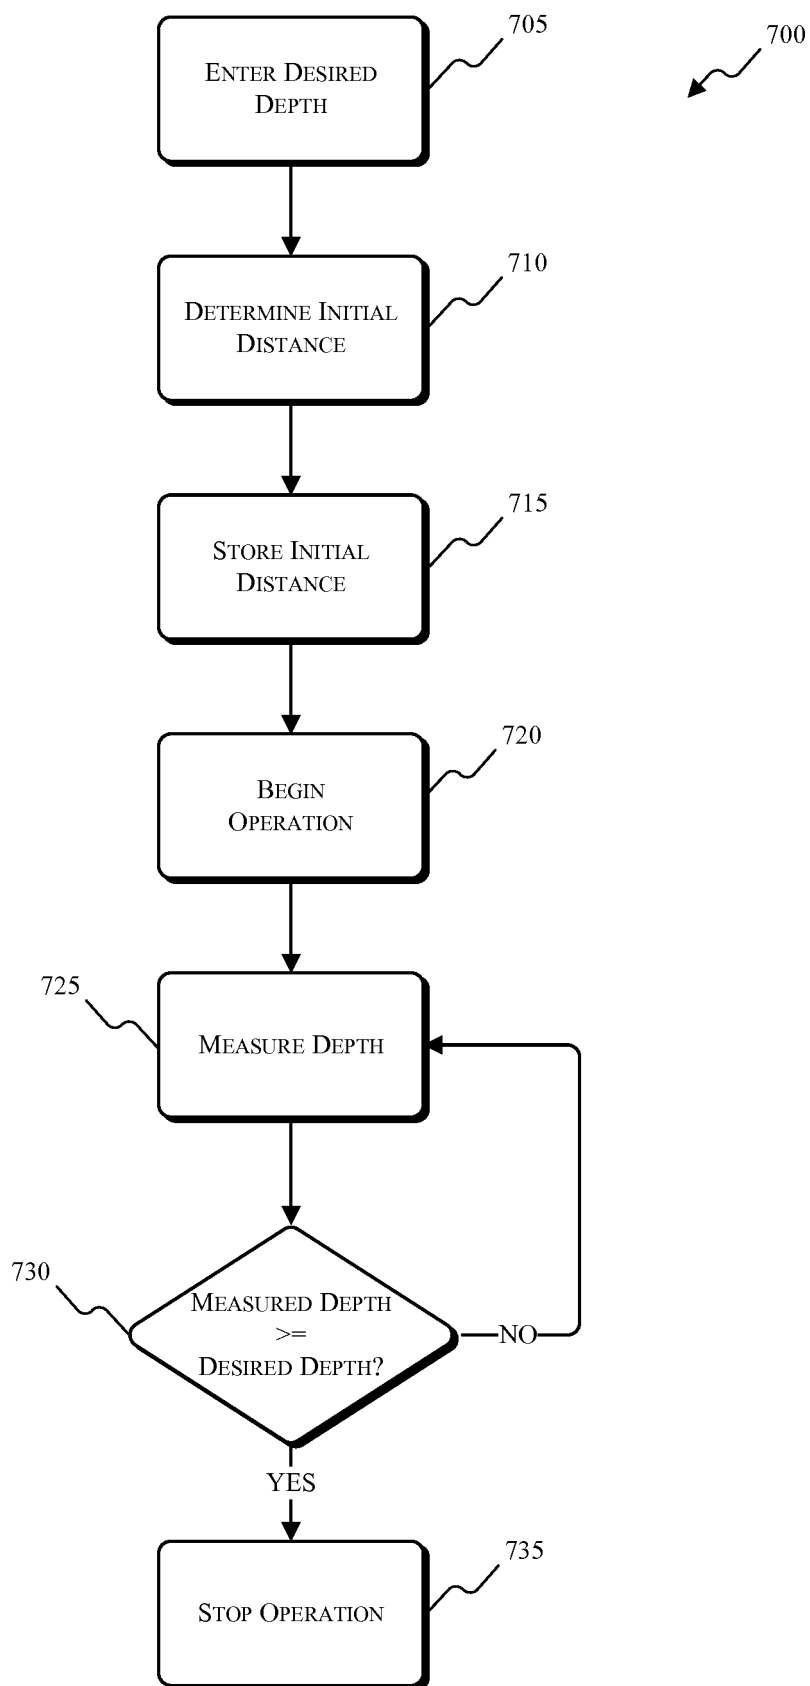 705
700
ENTER DESIRED
DEPTH
710
DETERMINE INITIAL
DISTANCE
715
STORE INITIAL
DISTANCE
720
BEGIN
OPERATION
725
MEASURE DEPTH
730
MEASURED DEPTH
>=
DESIRED DEPTH?
NO
YES
735
STOP OPERATION